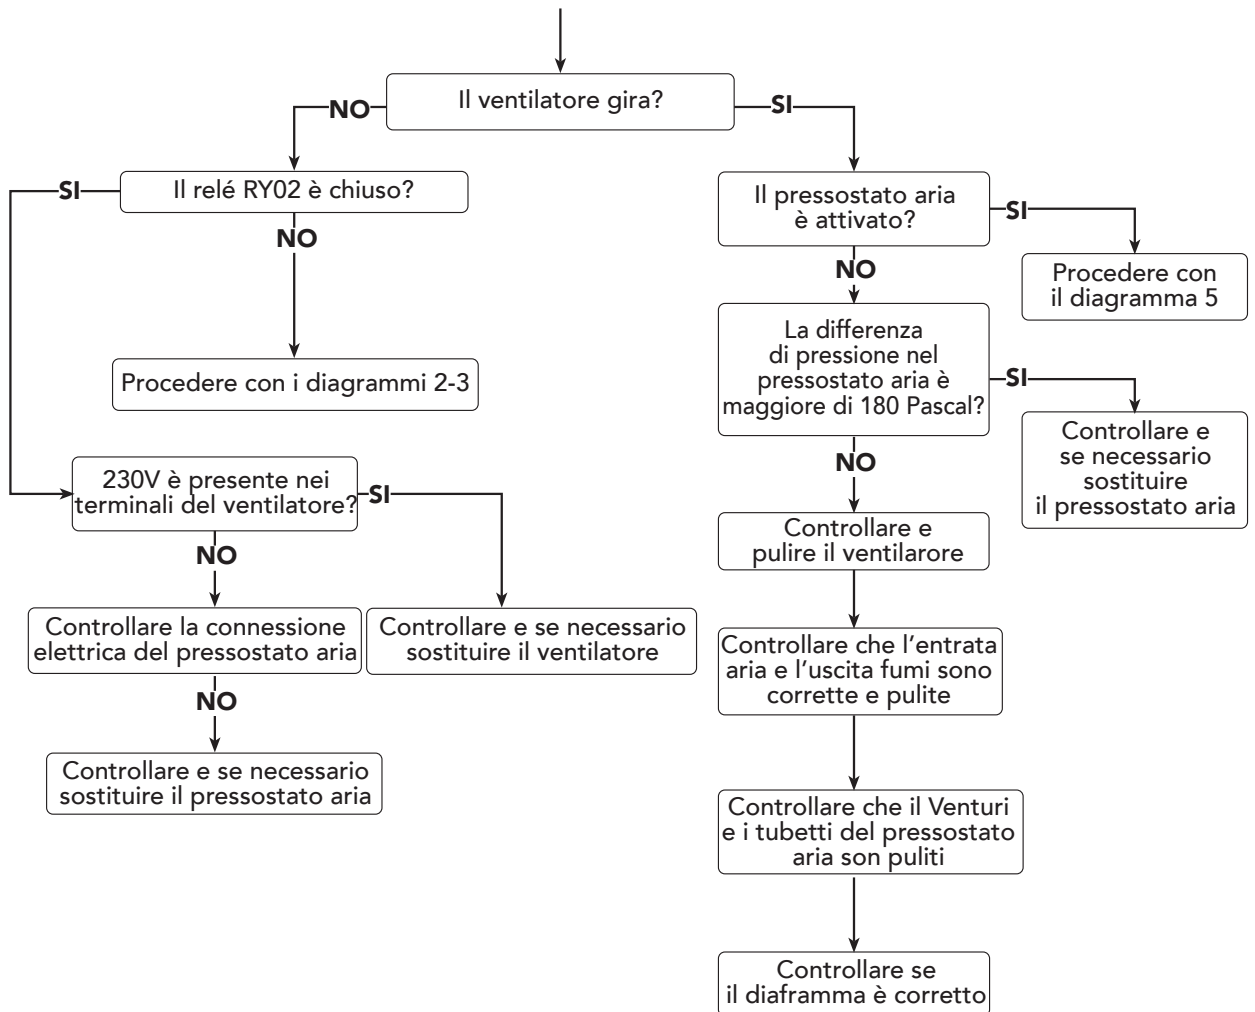 Il ventilatore gira?
NO
SI
Il relé RY02 è chiuso?
SI
NO
Procedere con i diagrammi 2-3
230V è presente nei
terminali del ventilatore?
SI
NO
Controllare la connessione
elettrica del pressostato aria
Controllare e se necessario
sostituire il ventilatore
NO
Controllare e se necessario
sostituire il pressostato aria
Il pressostato aria
è attivato?
SI
NO
Procedere con
il diagramma 5
La differenza
di pressione nel
pressostato aria è
maggiore di 180 Pascal?
SI
NO
Controllare e
se necessario
sostituire
il pressostato aria
Controllare e
pulire il ventilarore
Controllare che l'entrata
aria e l'uscita fumi sono
corrette e pulite
Controllare che il Venturi
e i tubetti del pressostato
aria son puliti
Controllare se
il diaframma è corretto